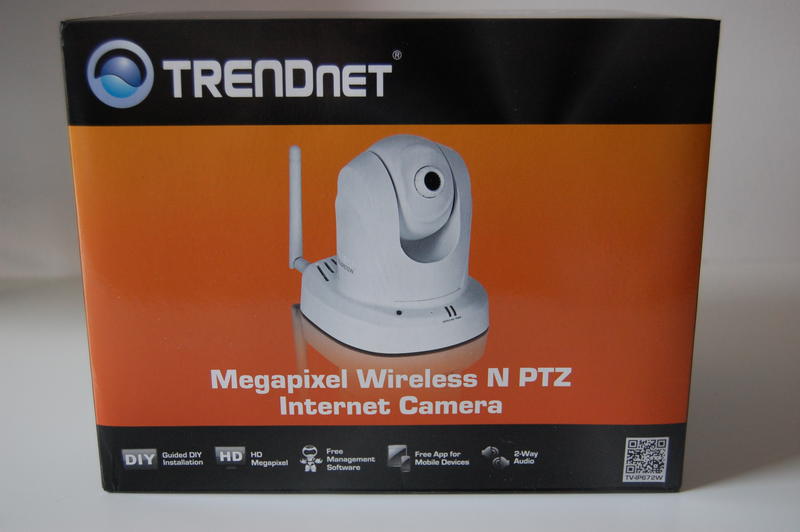 TRENDNET®
Megapixel Wireless N PTZ
Internet Camera
DIY
Guided DIY
Installation
HD
HD
Megapixel
Free
Management
Software
Free App for
Mobile Devices
2-Way
Audio
TV-IP672W